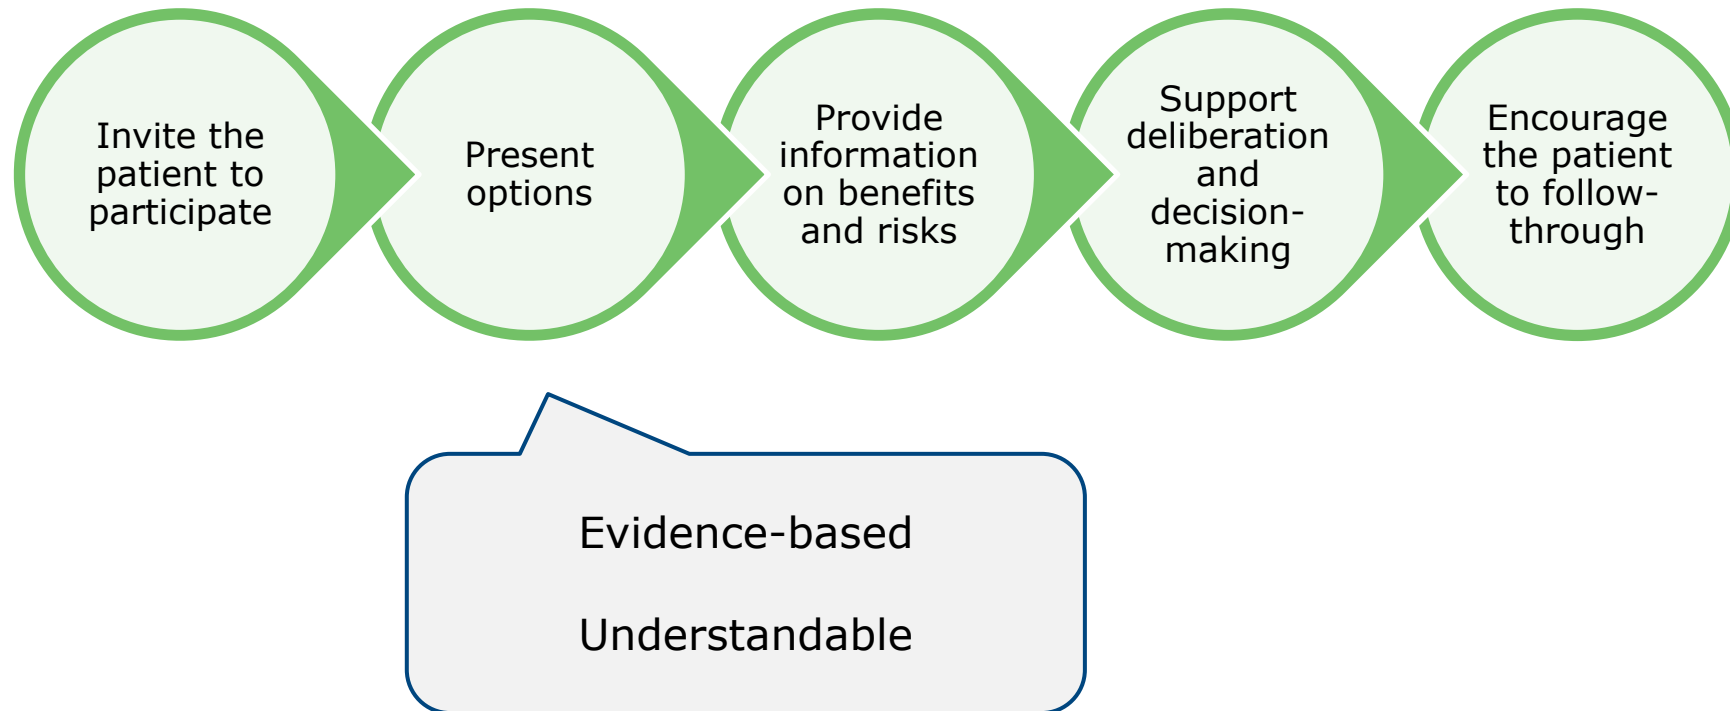 Invite the
patient to
participate
Present
options
Provide
information
on benefits
and risks
Support
deliberation
and
decision-
making
Encourage
the patient
to follow-
through
Evidence-based
Understandable